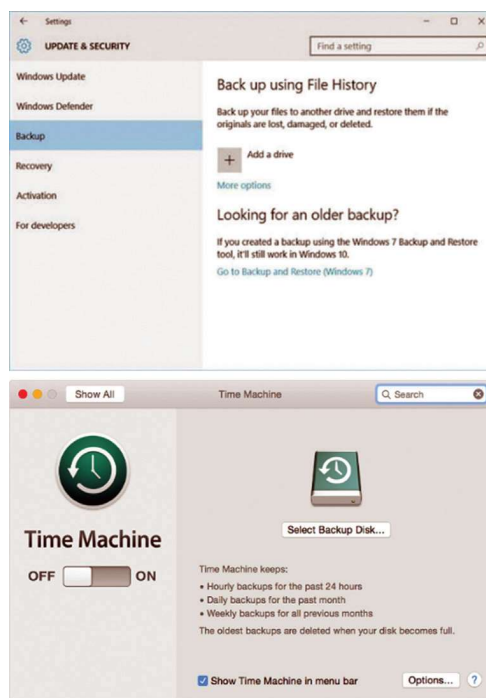 Settings
UPDATE & SECURITY
Find a setting
Windows Update
Windows Defender
Backup
Recovery
Activation
For developers
Back up using File History
Back up your files to another drive and restore them if the
originals are lost, damaged, or deleted.
Add a drive
More options
Looking for an older backup?
If you created a backup using the Windows 7 Backup and Restore
tool, it'll still work in Windows 10.
Go to Backup and Restore (Windows 7)
Show All
Time Machine
Search
Time Machine
OFF ON
Select Backup Disk...
Time Machine keeps:
• Hourly backups for the past 24 hours
• Daily backups for the past month
• Weekly backups for all previous months
The oldest backups are deleted when your disk becomes full.
Show Time Machine in menu bar
Options... ?